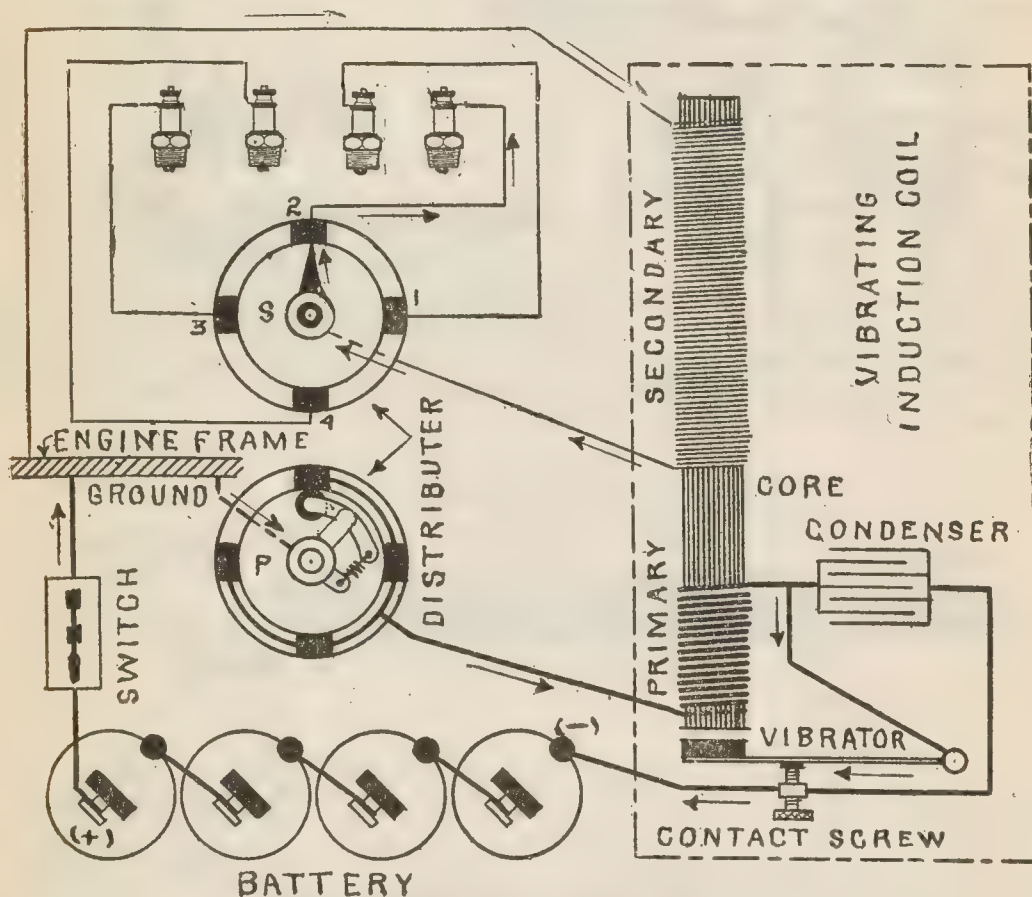 2
1
S
3
4
ENGINE FRAME
GROUND
P
DISTRIBUTER
SWITCH
(+)
(-)
BATTERY
SECONDARY
VIBRATING
INDUCTION COIL
CORE
CONDENSER
PRIMARY
VIBRATOR
CONTACT SCREW